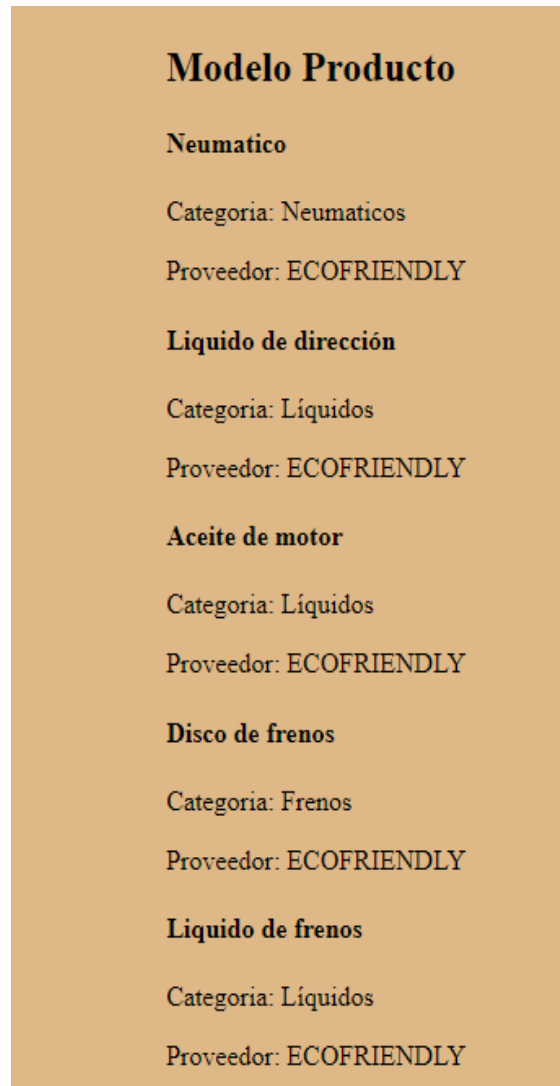 Modelo Producto
Neumatico
Categoria: Neumaticos
Proveedor: ECOFRIENDLY
Liquido de dirección
Categoria: Líquidos
Proveedor: ECOFRIENDLY
Aceite de motor
Categoria: Líquidos
Proveedor: ECOFRIENDLY
Disco de frenos
Categoria: Frenos
Proveedor: ECOFRIENDLY
Liquido de frenos
Categoria: Líquidos
Proveedor: ECOFRIENDLY